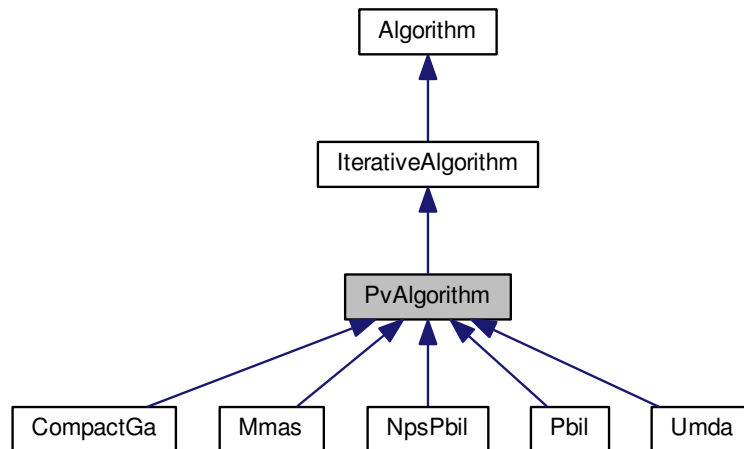 Algorithm
IterativeAlgorithm
PvAlgorithm
CompactGa
Mmas
NpsPbil
Pbil
Umda